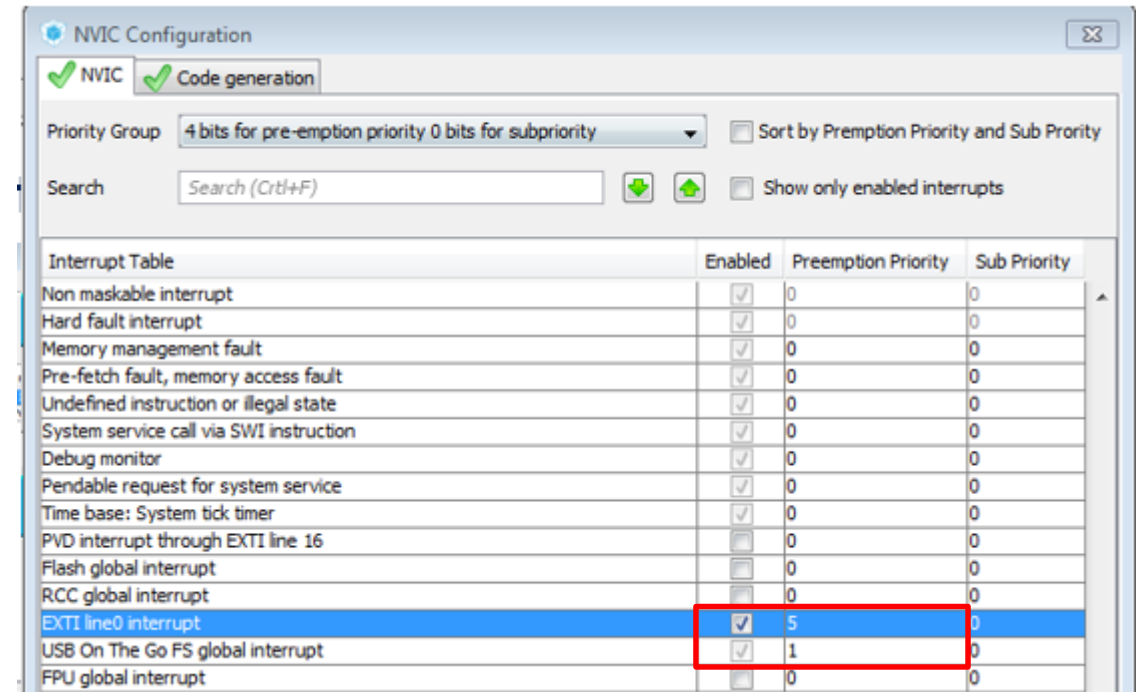 NVIC Configuration
NVIC Code generation
Priority Group 4 bits for pre-emption priority 0 bits for subpriority Sort by Premption Priority and Sub Prority
Search Search (Crtl+F) Show only enabled interrupts
Interrupt Table Enabled Preemption Priority Sub Priority
Non maskable interrupt 0 0
Hard fault interrupt 0 0
Memory management fault 0 0
Pre-fetch fault, memory access fault 0 0
Undefined instruction or illegal state 0 0
System service call via SWI instruction 0 0
Debug monitor 0 0
Pendable request for system service 0 0
Time base: System tick timer 0 0
PVD interrupt through EXTI line 16 0 0
Flash global interrupt 0 0
RCC global interrupt 0 0
EXTI line0 interrupt 5 0
USB On The Go FS global interrupt 1 0
FPU global interrupt 0 0